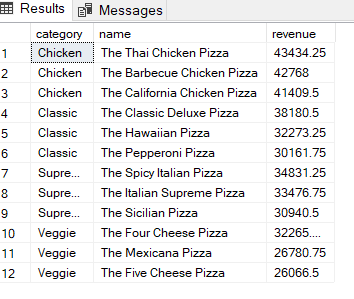 Results Messages
category name revenue
1 Chicken The Thai Chicken Pizza 43434.25
2 Chicken The Barbecue Chicken Pizza 42768
3 Chicken The California Chicken Pizza 41409.5
4 Classic The Classic Deluxe Pizza 38180.5
5 Classic The Hawaiian Pizza 32273.25
6 Classic The Pepperoni Pizza 30161.75
7 Supre... The Spicy Italian Pizza 34831.25
8 Supre... The Italian Supreme Pizza 33476.75
9 Supre... The Sicilian Pizza 30940.5
10 Veggie The Four Cheese Pizza 32265....
11 Veggie The Mexicana Pizza 26780.75
12 Veggie The Five Cheese Pizza 26066.5